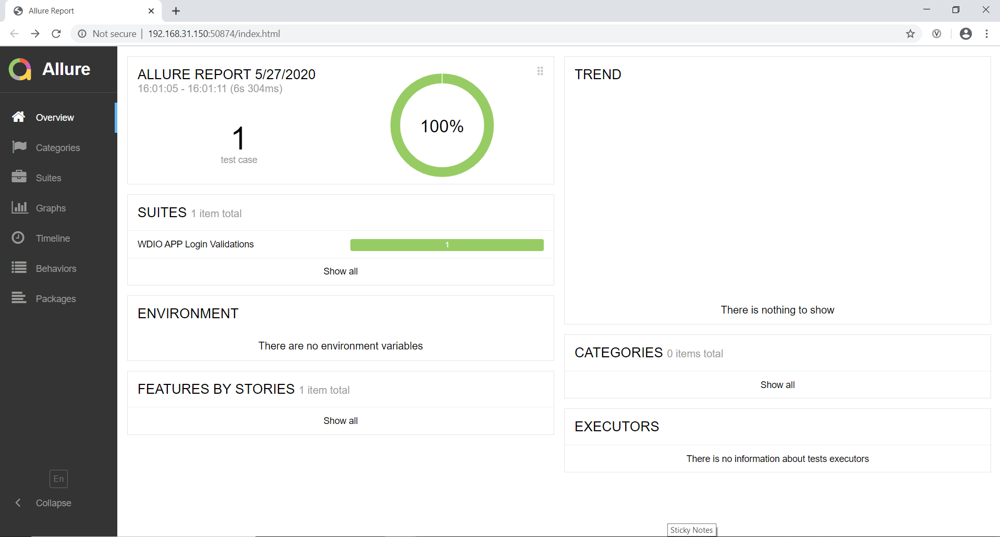 Allure Report
Not secure
192.168.31.150:50874/index.html
Allure
Overview
Categories
Suites
Graphs
Timeline
Behaviors
Packages
En
Collapse
ALLURE REPORT 5/27/2020
16:01:05 - 16:01:11 (6s 304ms)
1
test case
100%
SUITES 1 item total
WDIO APP Login Validations
1
Show all
ENVIRONMENT
There are no environment variables
FEATURES BY STORIES 1 item total
Show all
TREND
There is nothing to show
CATEGORIES 0 items total
Show all
EXECUTORS
There is no information about tests executors
Sticky Notes